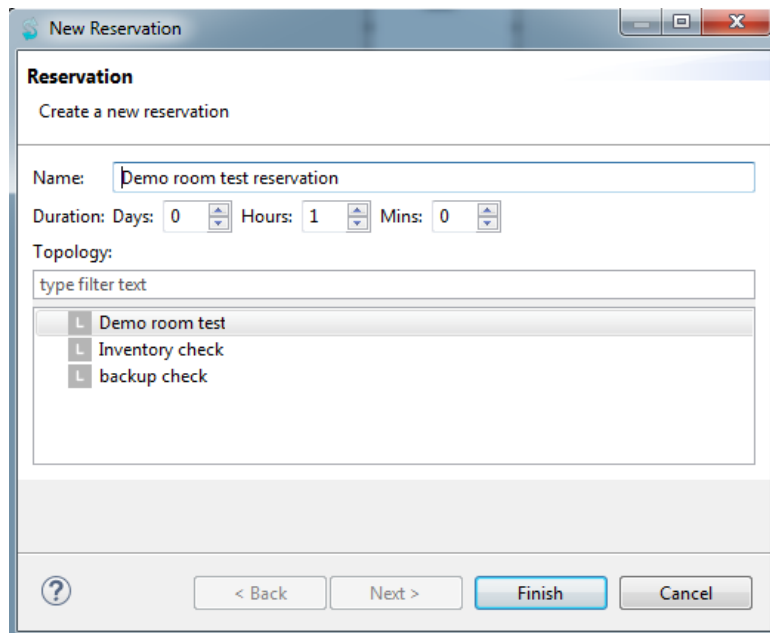 New Reservation
Reservation
Create a new reservation
Name: Demo room test reservation
Duration: Days: 0 Hours: 1 Mins: 0
Topology:
type filter text
L Demo room test
L Inventory check
L backup check
? < Back Next > Finish Cancel